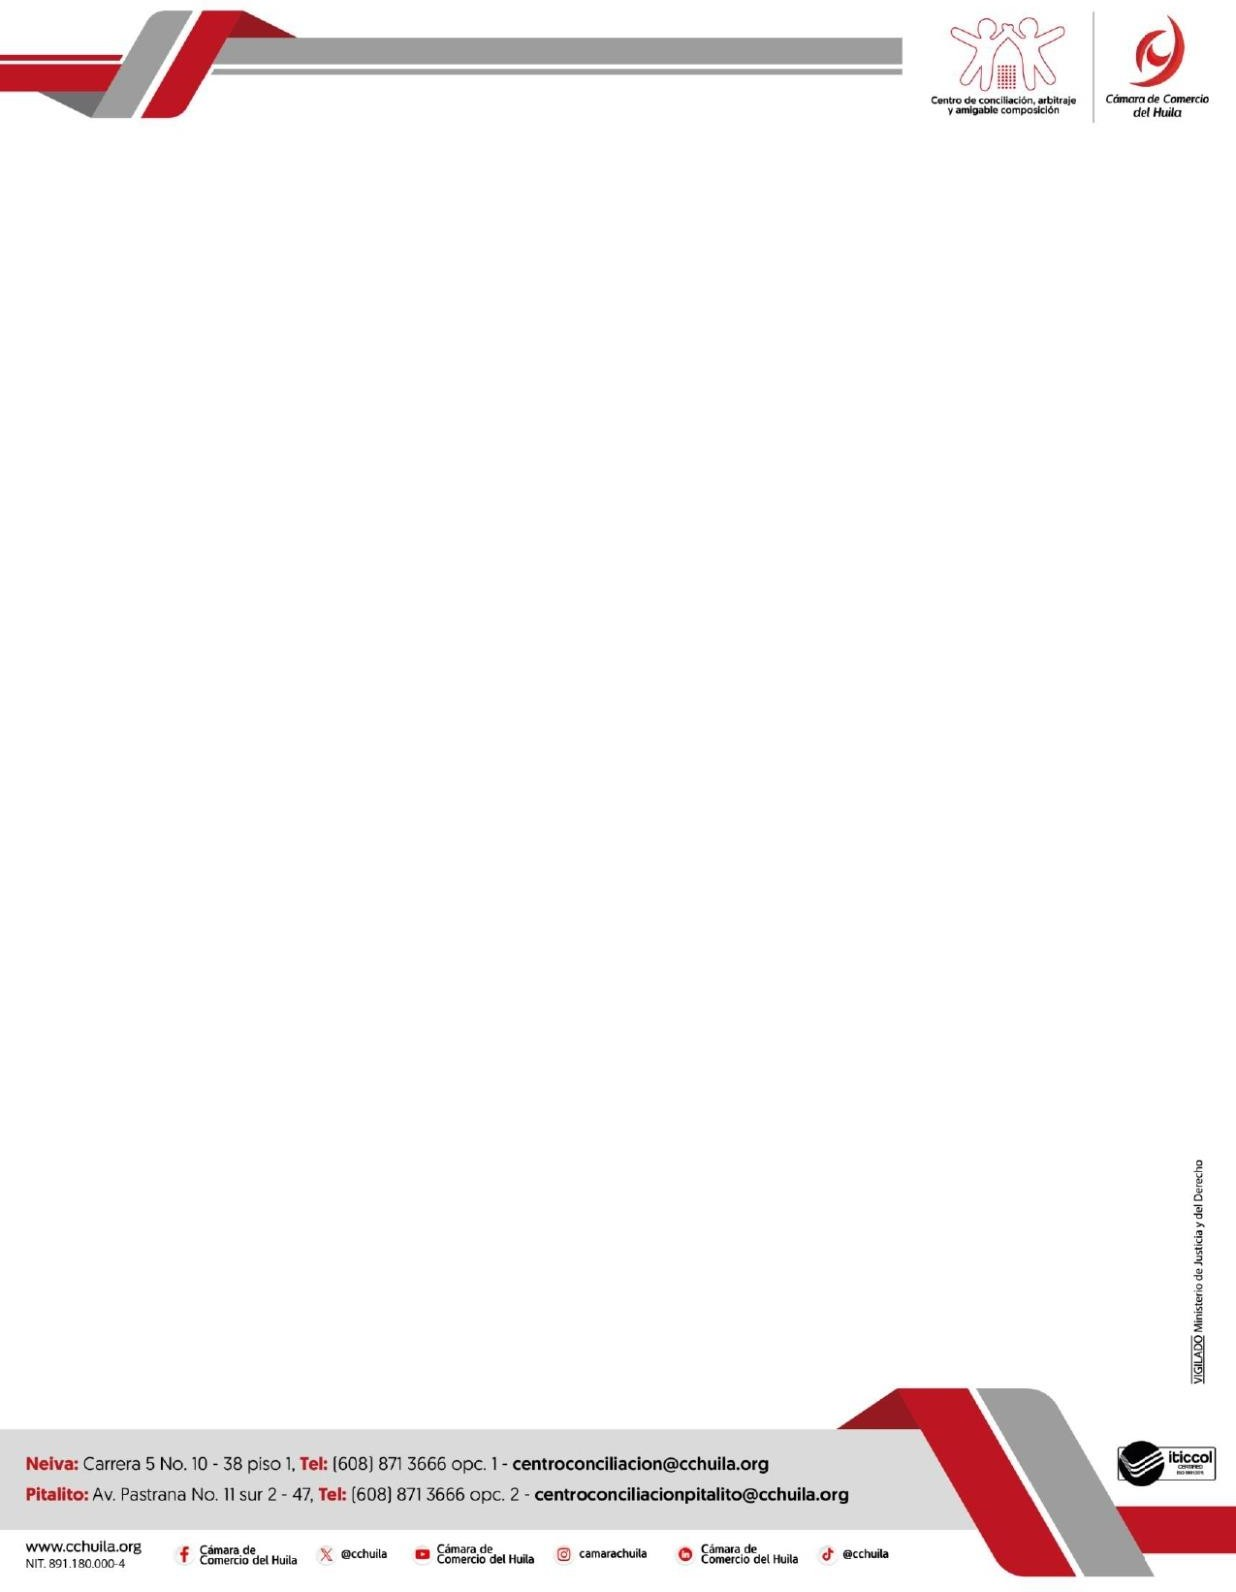 Centro de conciliación, arbitraje
y amigable composición
Cámara de Comercio
del Huila
VIGILADO Ministerio de Justicia y del Derecho
Neiva: Carrera 5 No. 10 - 38 piso 1, Tel: (608) 871 3666 opc. 1 - centroconciliacion@cchuila.org
Pitalito: Av. Pastrana No. 11 sur 2 - 47, Tel: (608) 871 3666 opc. 2 - centroconciliacionpitalito@cchuila.org
iticcol
CERTIFIED
www.cchuila.org
NIT. 891.180.000-4
Cámara de
Comercio del Huila
@cchuila
Cámara de
Comercio del Huila
camarachuila
Cámara de
Comercio del Huila
@cchuila